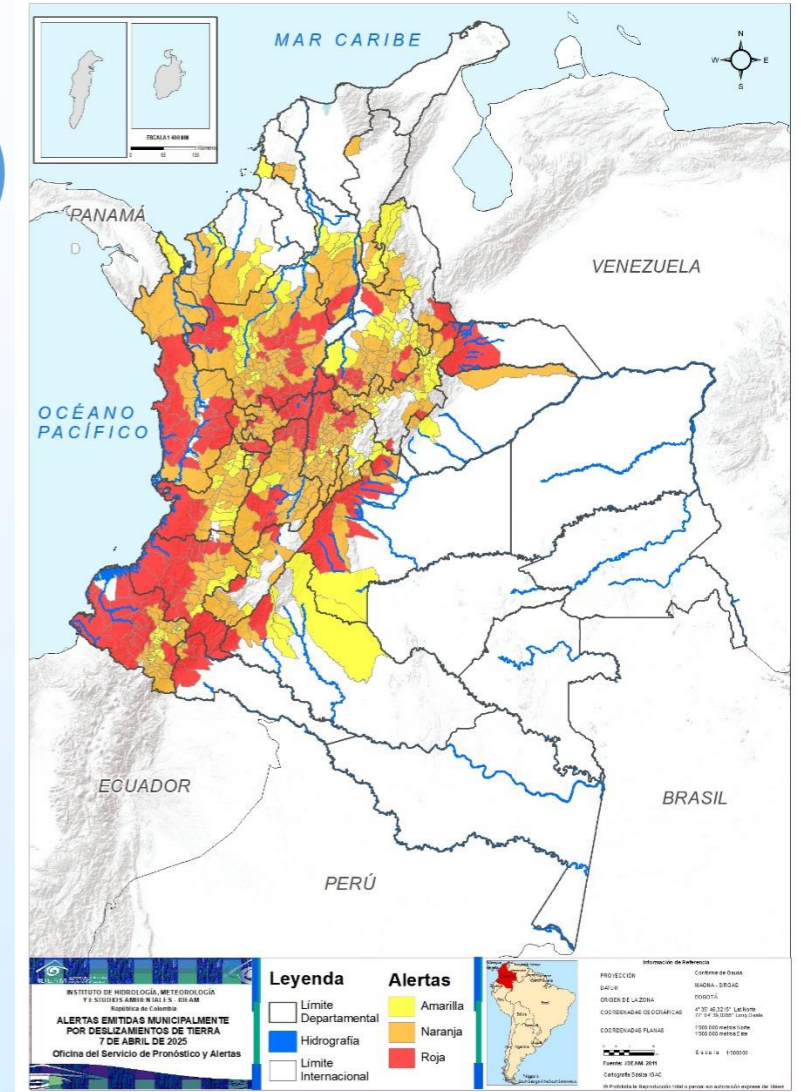 MAR CARIBE
N
W
E
S
ESCALA 1:400.000
PANAMÁ
VENEZUELA
OCÉANO
PACÍFICO
ECUADOR
BRASIL
PERÚ
IDEAM
INSTITUTO DE HIDROLOGÍA, METEOROLOGÍA
Y ESTUDIOS AMBIENTALES - IDEAM
República de Colombia
ALERTAS EMITIDAS MUNICIPALMENTE
POR DESLIZAMIENTOS DE TIERRA
7 DE ABRIL DE 2025
Oficina del Servicio de Pronóstico y Alertas
Leyenda
Límite
Departamental
Hidrografía
Límite
Internacional
Alertas
Amarilla
Naranja
Roja
Información de Referencia
PROYECCIÓN Conforme de Gauss
DATUM MAGNA - SIRGAS
ORIGEN DE LA ZONA BOGOTÁ
COORDENADAS GEOGRÁFICAS
COORDENADAS PLANAS 1'000.000 metros Norte
1'000.000 metros Este
Escala
Fuente: IDEAM 2011
Cartografía Básica IGAC